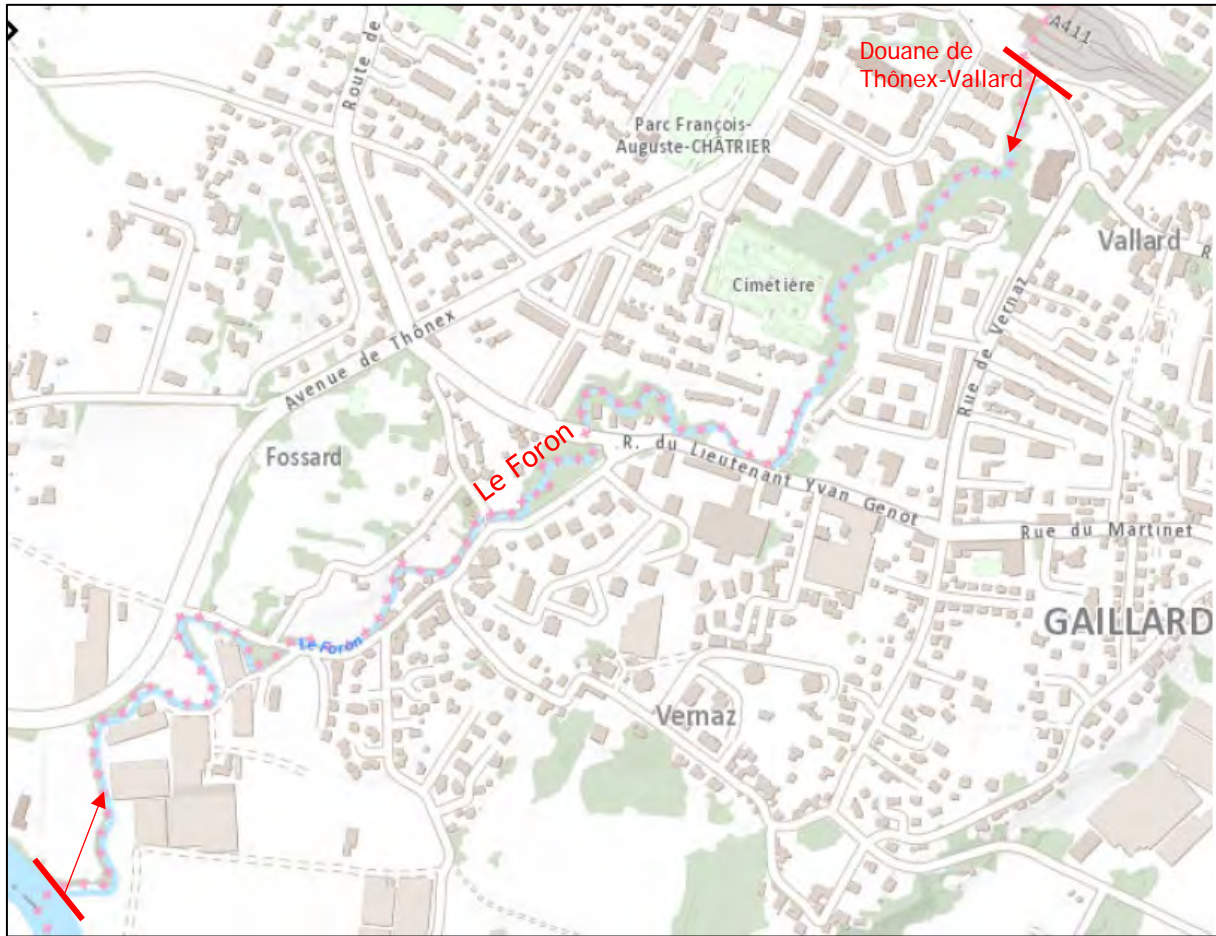 A411
Douane de
Thônex-Vallard
Route de
Parc François-
Auguste-CHÂTRIER
Vallard
R
Cimetière
Rue de Vernaz
Avenue de Thônex
Le Foron
R. du Lieutenant Yvan Genot
Fossard
Rue du Martinet
GAILLARD
Le Foron
Vernaz